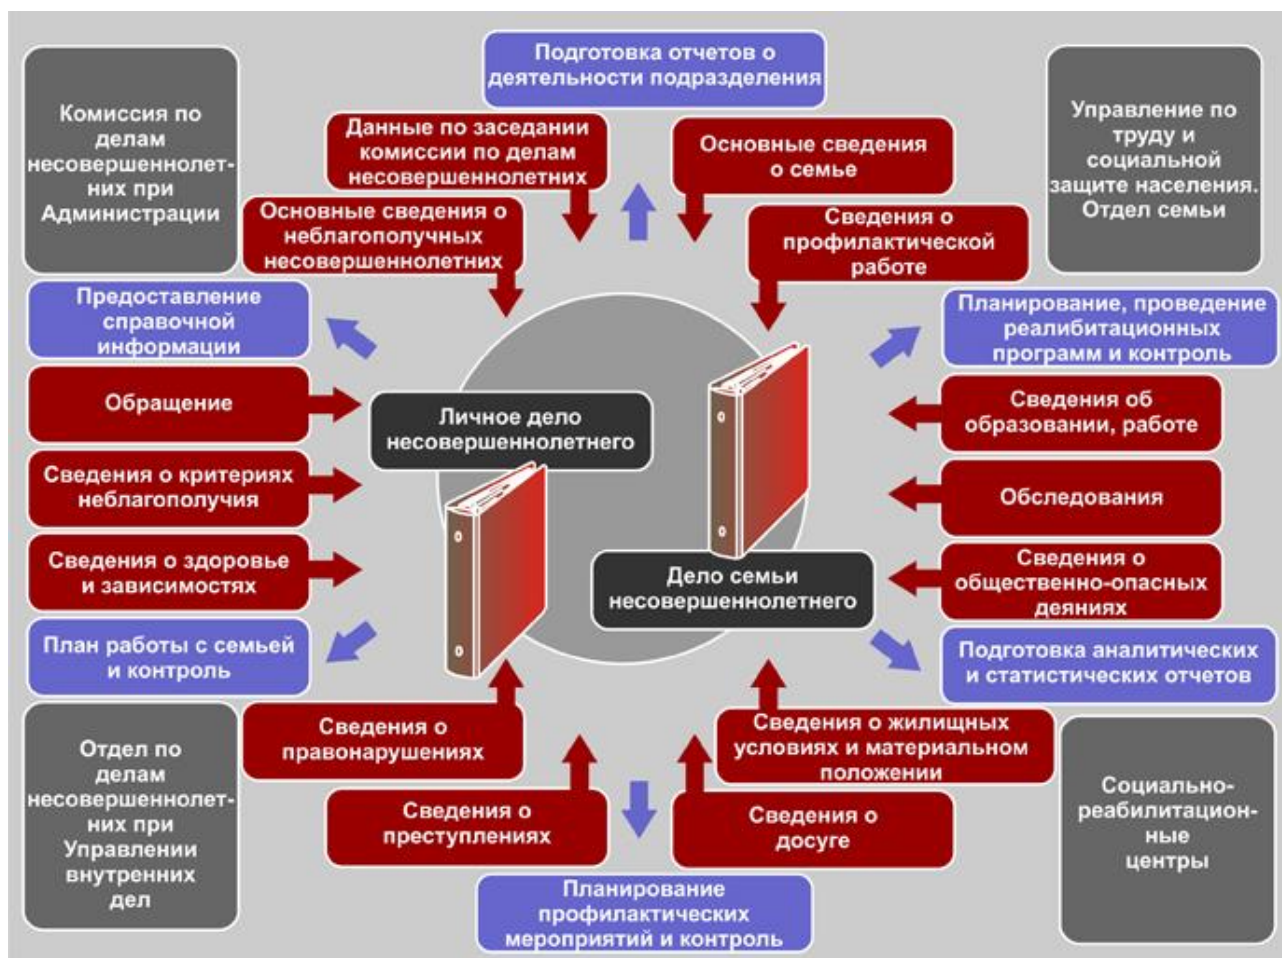 Подготовка отчетов о
деятельности подразделения
Комиссия по
делам
несовершеннолет-
них при
Администрации
Данные по заседании
комиссии по делам
несовершеннолетних
Основные сведения
о семье
Управление по
труду и
социальной
защите населения.
Отдел семьи
Основные сведения о
неблагополучных
несовершеннолетних
Сведения о
профилактической
работе
Предоставление
справочной
информации
Планирование, проведение
реалибитационных
программ и контроль
Обращение
Личное дело
несовершеннолетнего
Сведения об
образовании, работе
Сведения о критериях
неблагополучия
Обследования
Сведения о здоровье
и зависимостях
Дело семьи
несовершеннолетнего
Сведения о
общественно-опасных
деяниях
План работы с семьей
и контроль
Подготовка аналитических
и статистических отчетов
Сведения о
правонарушениях
Сведения о жилищных
условиях и материальном
положении
Отдел по
делам
несовершеннолет-
них при
Управлении
внутренних
дел
Сведения о
преступлениях
Сведения о
досуге
Социально-
реабилитацион-
ные
центры
Планирование
профилактических
мероприятий и контроль